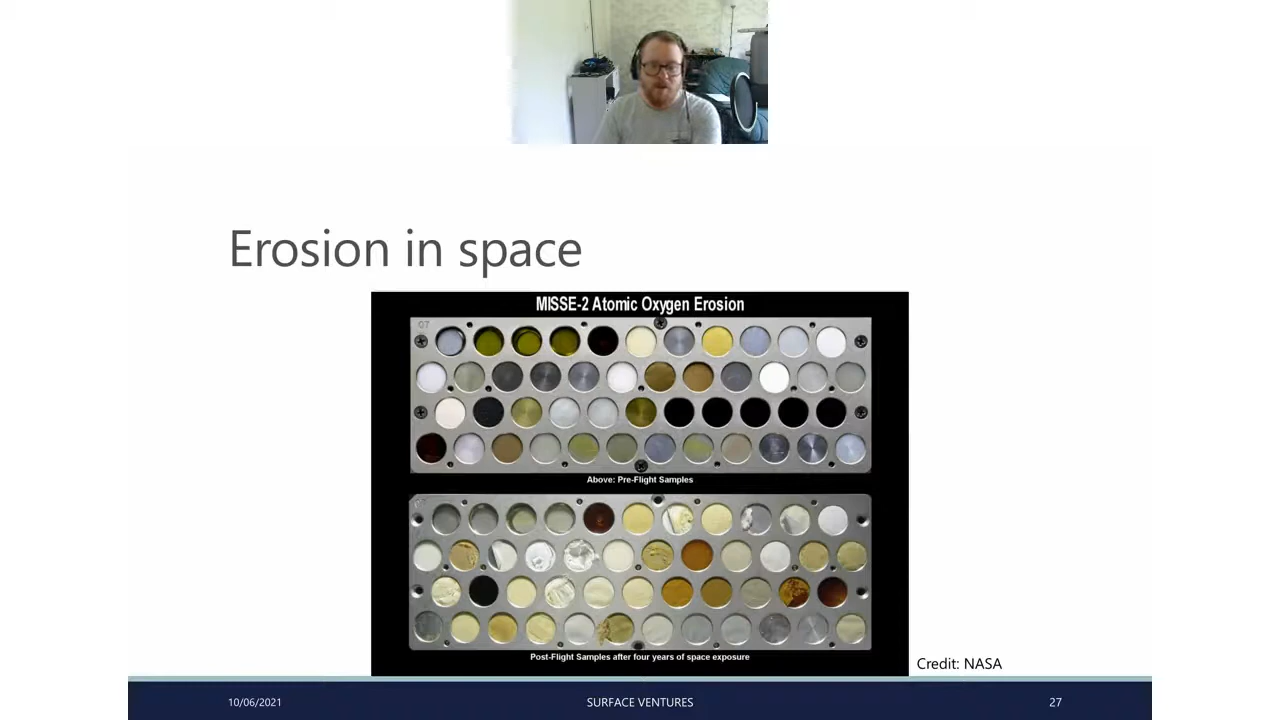 Erosion in space
MISSE-2 Atomic Oxygen Erosion
07
Above: Pre-Flight Samples
Post-Flight Samples after four years of space exposure
Credit: NASA
10/06/2021
SURFACE VENTURES
27